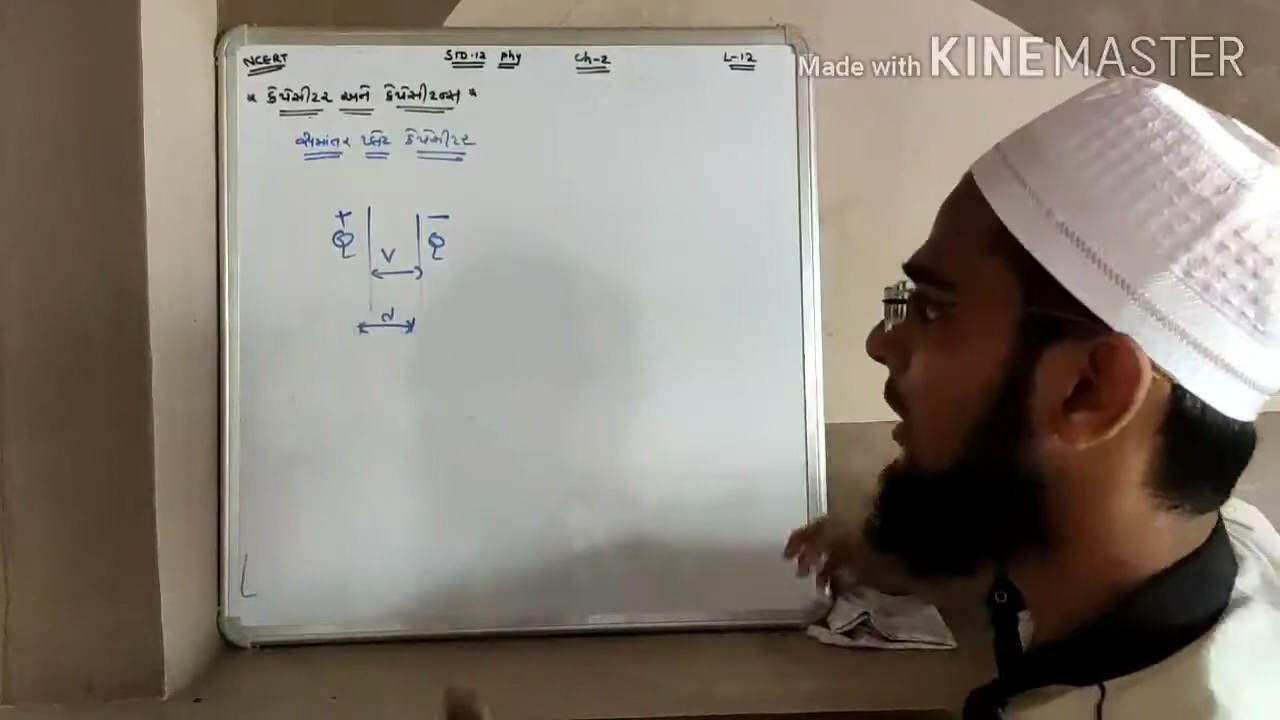 Made with KINEMASTER
NCERT STD-12 phy Ch-2 L-12
* કેપેસીટર અને કેપેસીટન્સ *
સમાંતર પ્લેટ કેપેસીટર
+ −
Q Q
V
d